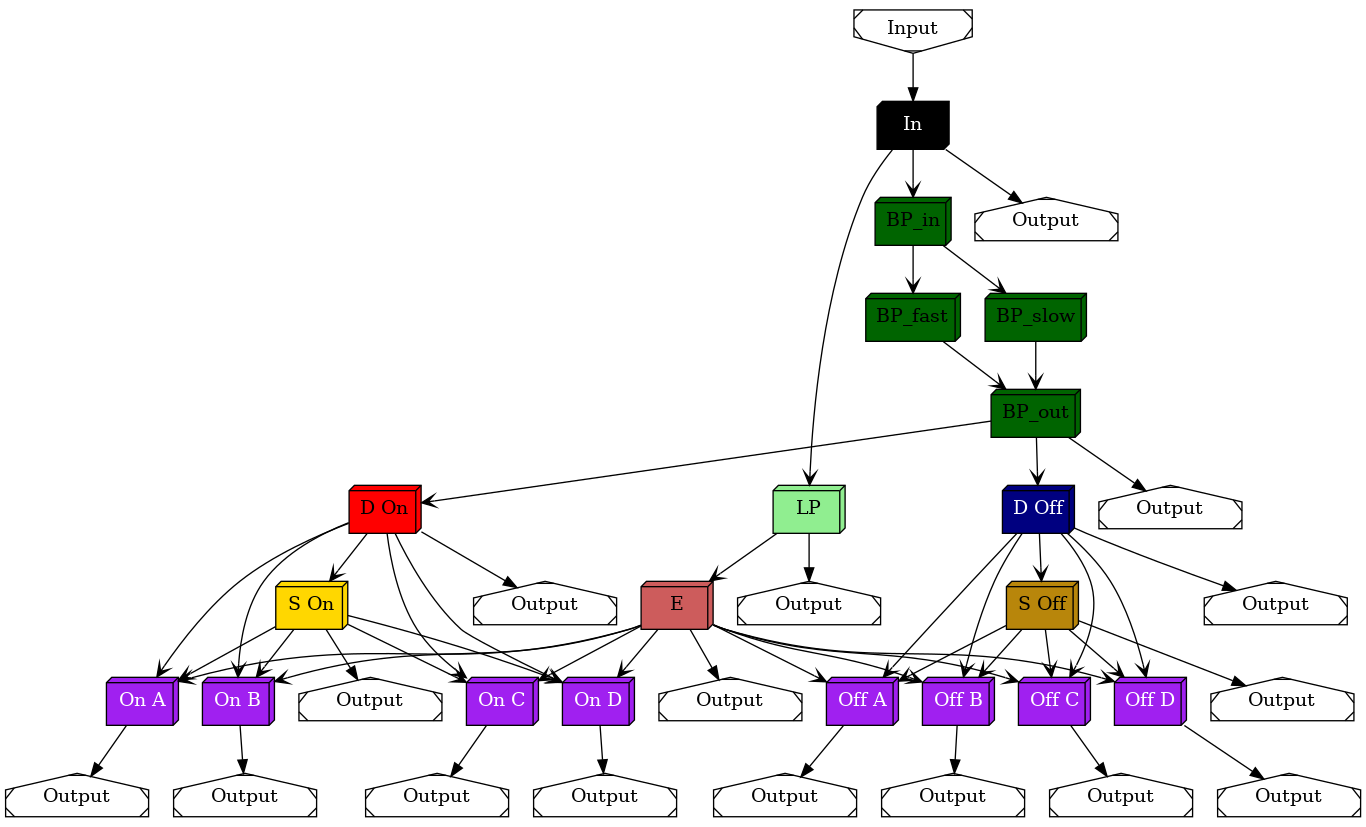 Input
In
BP_in
Output
BP_fast
BP_slow
BP_out
D On
LP
D Off
Output
S On
Output
E
Output
S Off
Output
On A
On B
Output
On C
On D
Output
Off A
Off B
Off C
Off D
Output
Output
Output
Output
Output
Output
Output
Output
Output